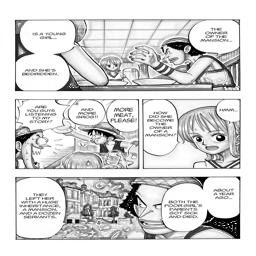 THE
OWNER OF
THE
MANSION...
IS A YOUNG
GIRL...
AND SHE'S
BEDRIDDEN.
HMM...
HOW DID
SHE BECOME
THE OWNER
OF A
MANSION?
MORE
MEAT,
PLEASE!
AND
MORE
GROG!!
ARE
YOU GUYS
LISTENING
TO MY
STORY?
ABOUT A
YEAR AGO...
BOTH THE
POOR GIRL'S
PARENTS
GOT SICK
AND DIED.
THEY
LEFT HER
WITH A HUGE
INHERITANCE,
A MANSION,
AND A DOZEN
SERVANTS.